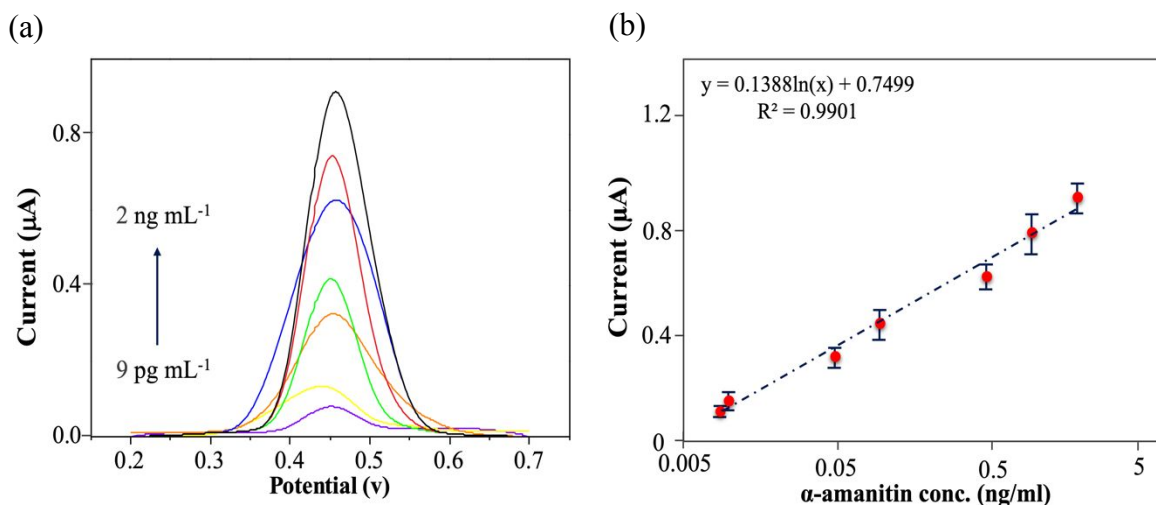 (a)
(b)
Current (µA)
0.8
0.4
0.0
2 ng mL⁻¹
9 pg mL⁻¹
0.2 0.3 0.4 0.5 0.6 0.7
Potential (v)
y = 0.1388ln(x) + 0.7499
R² = 0.9901
Current (µA)
1.2
0.8
0.4
0
0.005 0.05 0.5 5
α-amanitin conc. (ng/ml)